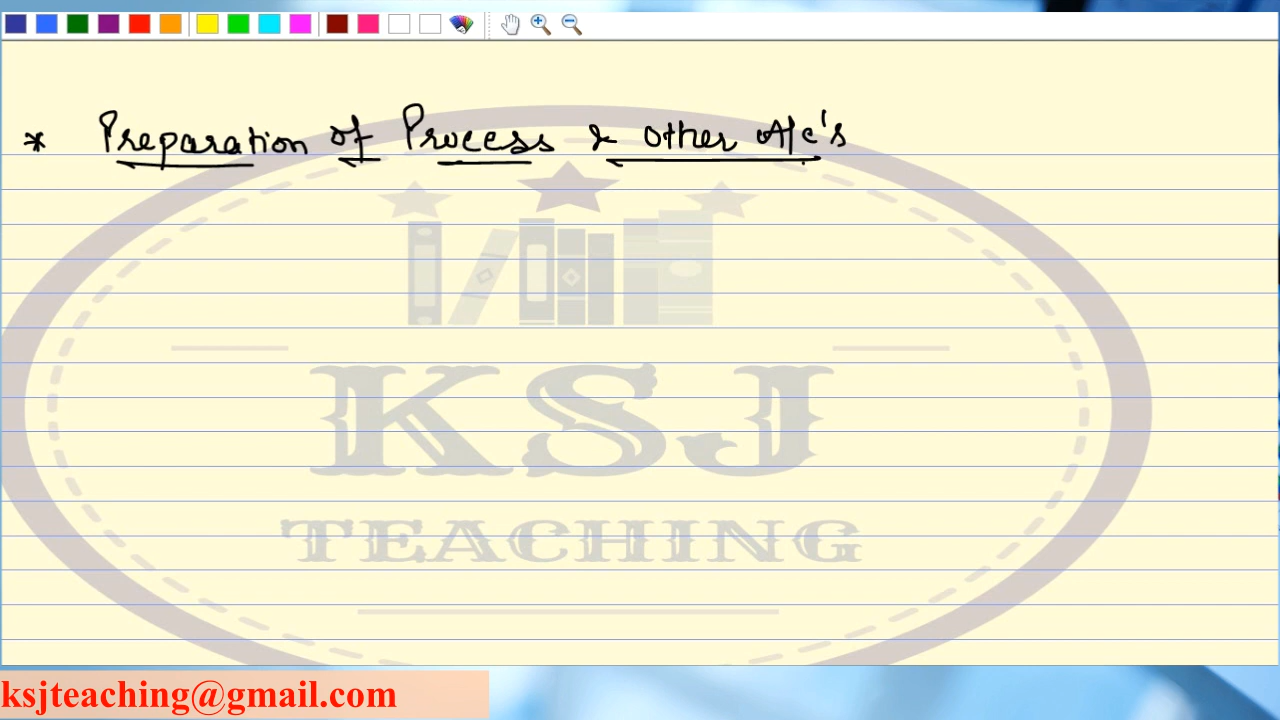 * Preparation of Process & other A/c's
KSJ
TEACHING
ksjteaching@gmail.com